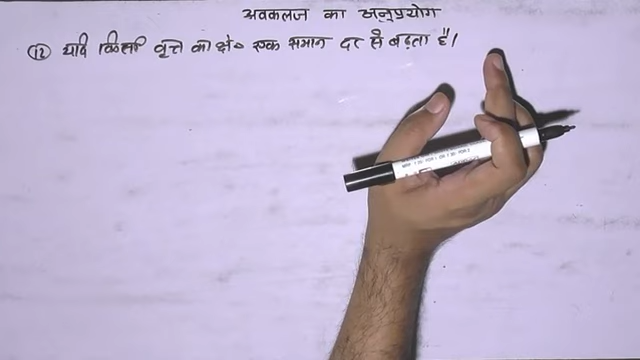 अवकलज का अनुप्रयोग
(12) यदि किसी वृत्त का क्षे० एक समान दर से बढ़ता है।